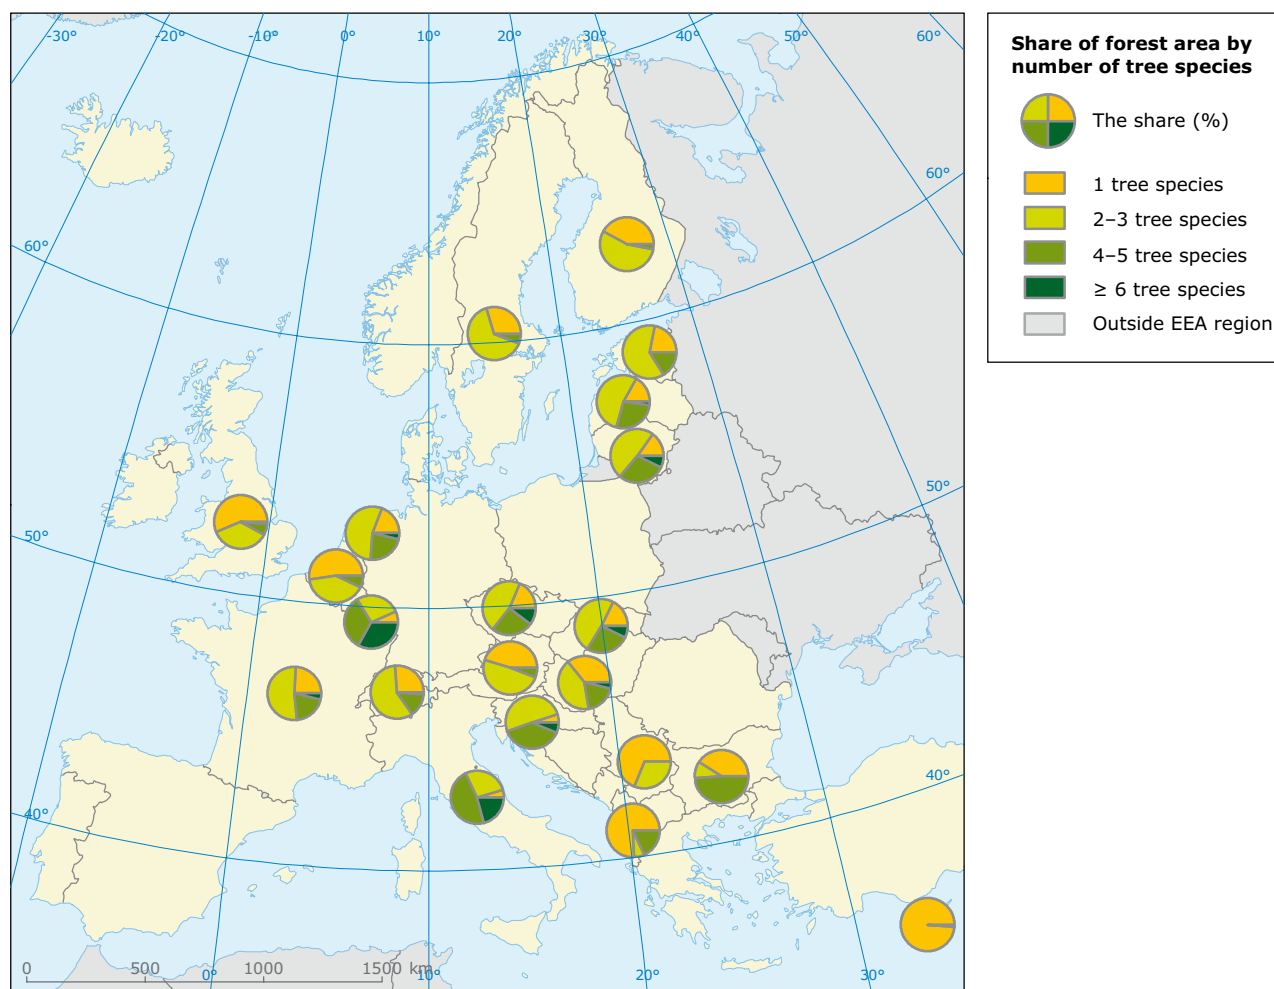 -30°
-20°
-10°
0°
10°
20°
30°
40°
50°
60°
60°
60°
50°
50°
40°
40°
0
500
1000
1500 km
0°
10°
20°
30°
Share of forest area by
number of tree species
The share (%)
1 tree species
2–3 tree species
4–5 tree species
≥ 6 tree species
Outside EEA region